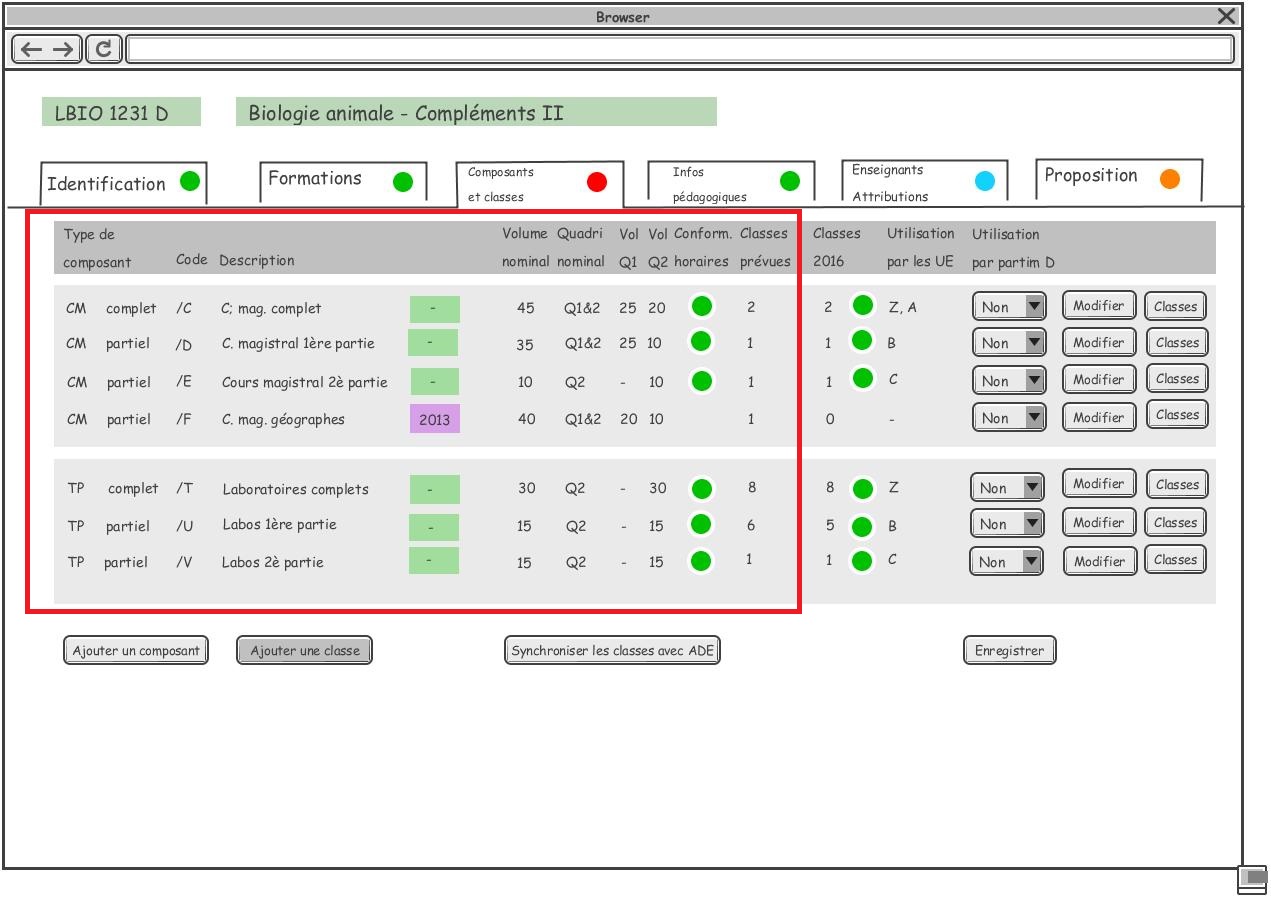 Browser
LBIO 1231 D Biologie animale - Compléments II
Identification Formations Composants et classes Infos pédagogiques Enseignants Attributions Proposition
Type de composant Code Description Volume nominal Quadri nominal Vol Q1 Vol Q2 Conform. horaires Classes prévues Classes 2016 Utilisation par les UE Utilisation par partim D
CM complet /C C; mag. complet - 45 Q1&2 25 20 2 2 Z, A Non Modifier Classes
CM partiel /D C. magistral 1ère partie - 35 Q1&2 25 10 1 1 B Non Modifier Classes
CM partiel /E Cours magistral 2è partie - 10 Q2 - 10 1 1 C Non Modifier Classes
CM partiel /F C. mag. géographes 2013 40 Q1&2 20 10 1 0 - Non Modifier Classes
TP complet /T Laboratoires complets - 30 Q2 - 30 8 8 Z Non Modifier Classes
TP partiel /U Labos 1ère partie - 15 Q2 - 15 6 5 B Non Modifier Classes
TP partiel /V Labos 2è partie - 15 Q2 - 15 1 1 C Non Modifier Classes
Ajouter un composant Ajouter une classe Synchroniser les classes avec ADE Enregistrer